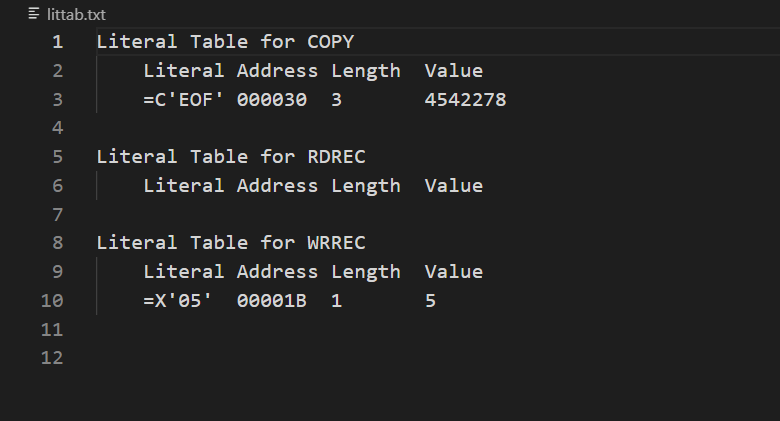 littab.txt
1 Literal Table for COPY
2 Literal Address Length Value
3 =C'EOF' 000030 3 4542278
4
5 Literal Table for RDREC
6 Literal Address Length Value
7
8 Literal Table for WRREC
9 Literal Address Length Value
10 =X'05' 00001B 1 5
11
12